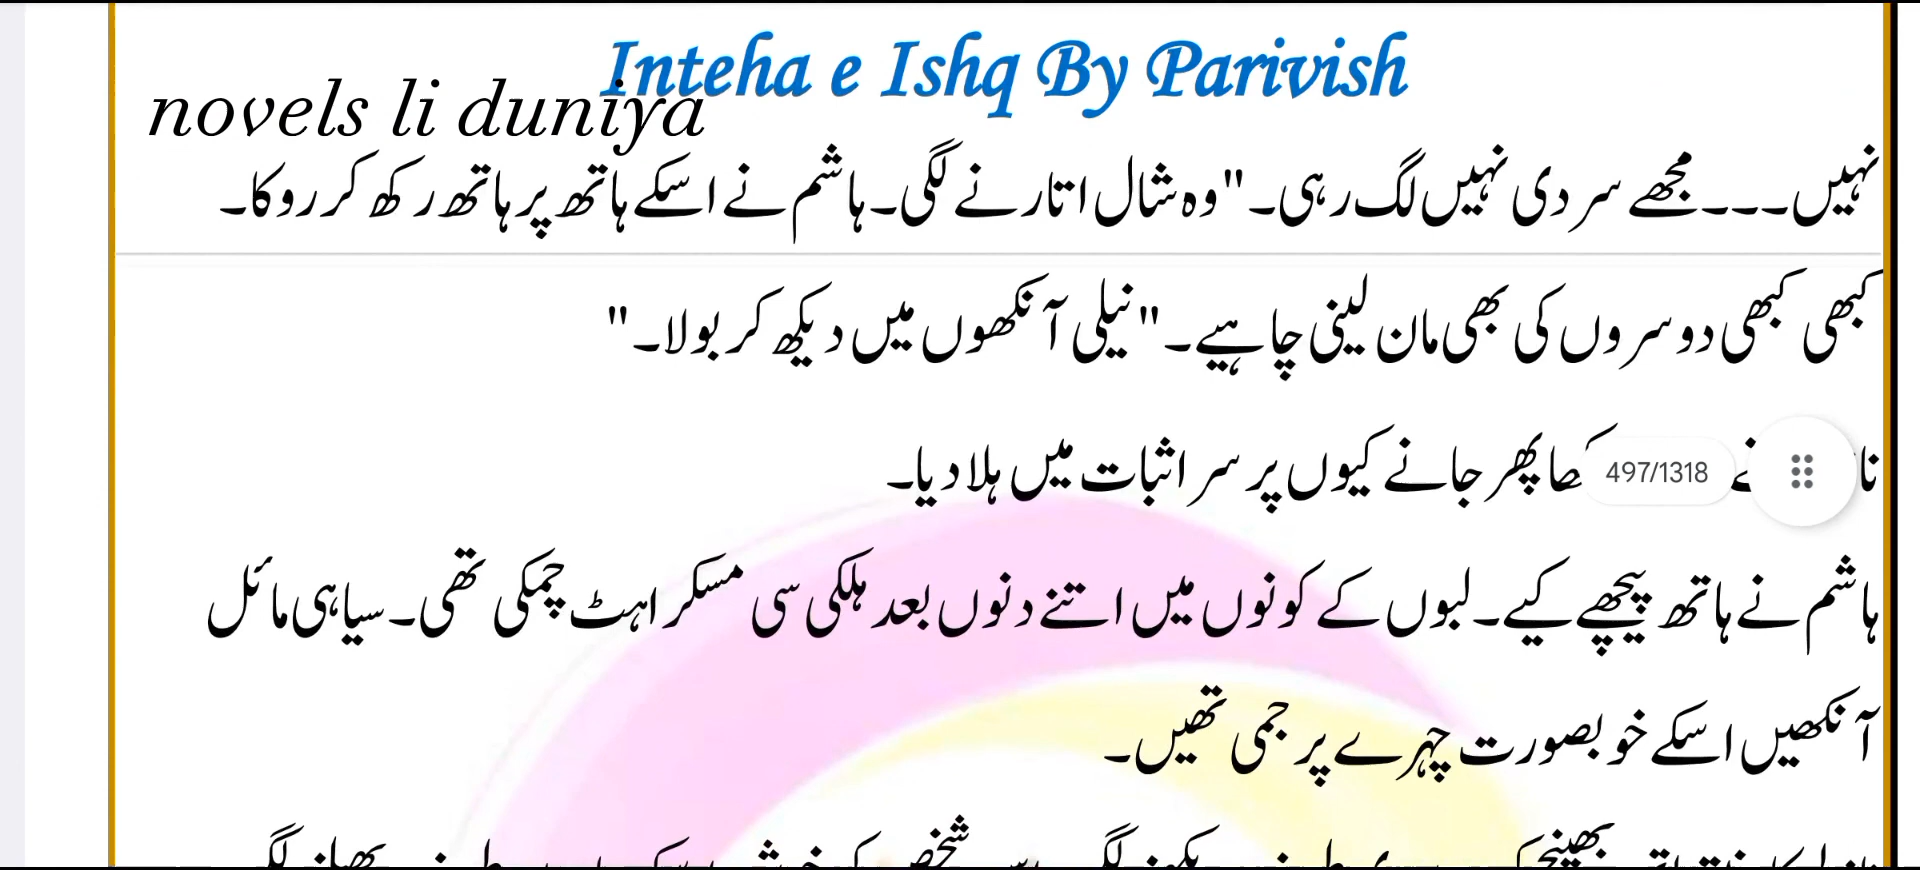 Inteha e Ishq By Parivish
novels li duniya
نہیں۔۔۔ مجھے سردی نہیں لگ رہی۔" وہ شال اتارنے لگی۔ ہاشم نے اسکے ہاتھ پر ہاتھ رکھ کر روکا۔
کبھی کبھی دوسروں کی بھی مان لینی چاہیے۔" نیلی آنکھوں میں دیکھ کر بولا۔"
497/1318
پھر جانے کیوں پر سر اثبات میں ہلا دیا۔
ہاشم نے ہاتھ پیچھے کیے۔ لبوں کے کونوں میں اتنے دنوں بعد ہلکی سی مسکراہٹ چمکی تھی۔ سیاہی مائل
آنکھیں اسکے خوبصورت چہرے پر جمی تھیں۔